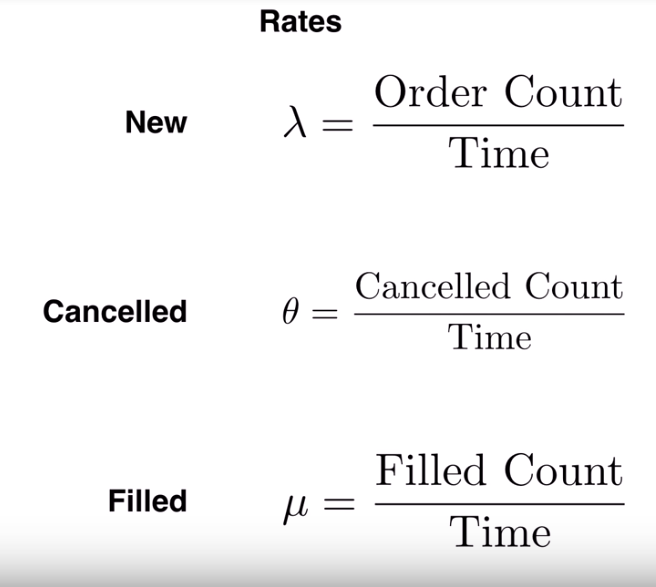 Rates
New λ = Order Count / Time
Cancelled θ = Cancelled Count / Time
Filled μ = Filled Count / Time